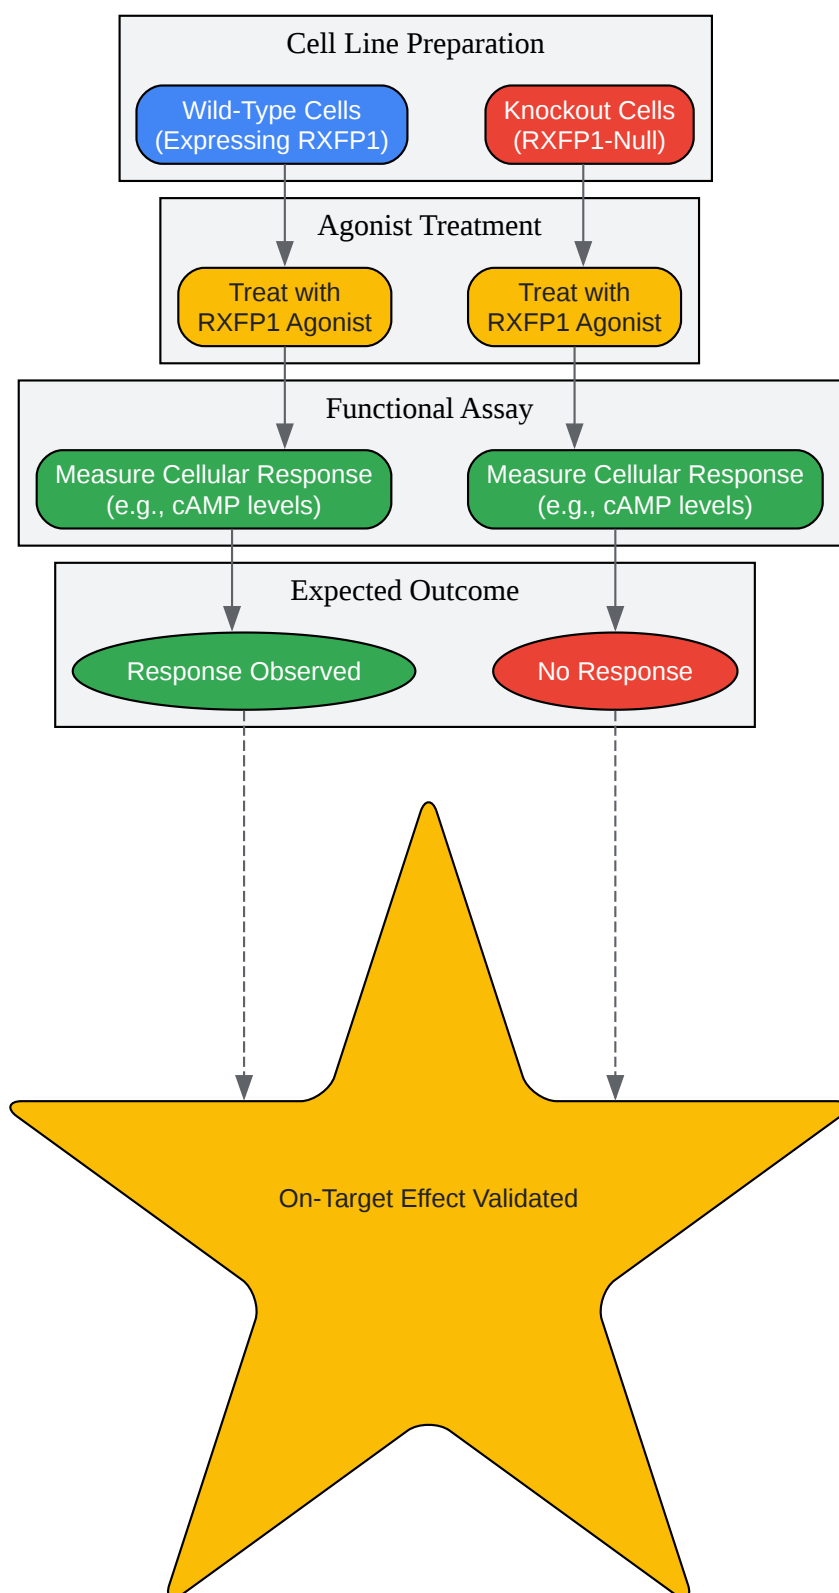 Cell Line Preparation
Wild-Type Cells
(Expressing RXFP1)
Knockout Cells
(RXFP1-Null)
Agonist Treatment
Treat with
RXFP1 Agonist
Treat with
RXFP1 Agonist
Functional Assay
Measure Cellular Response
(e.g., cAMP levels)
Measure Cellular Response
(e.g., cAMP levels)
Expected Outcome
Response Observed
No Response
On-Target Effect Validated